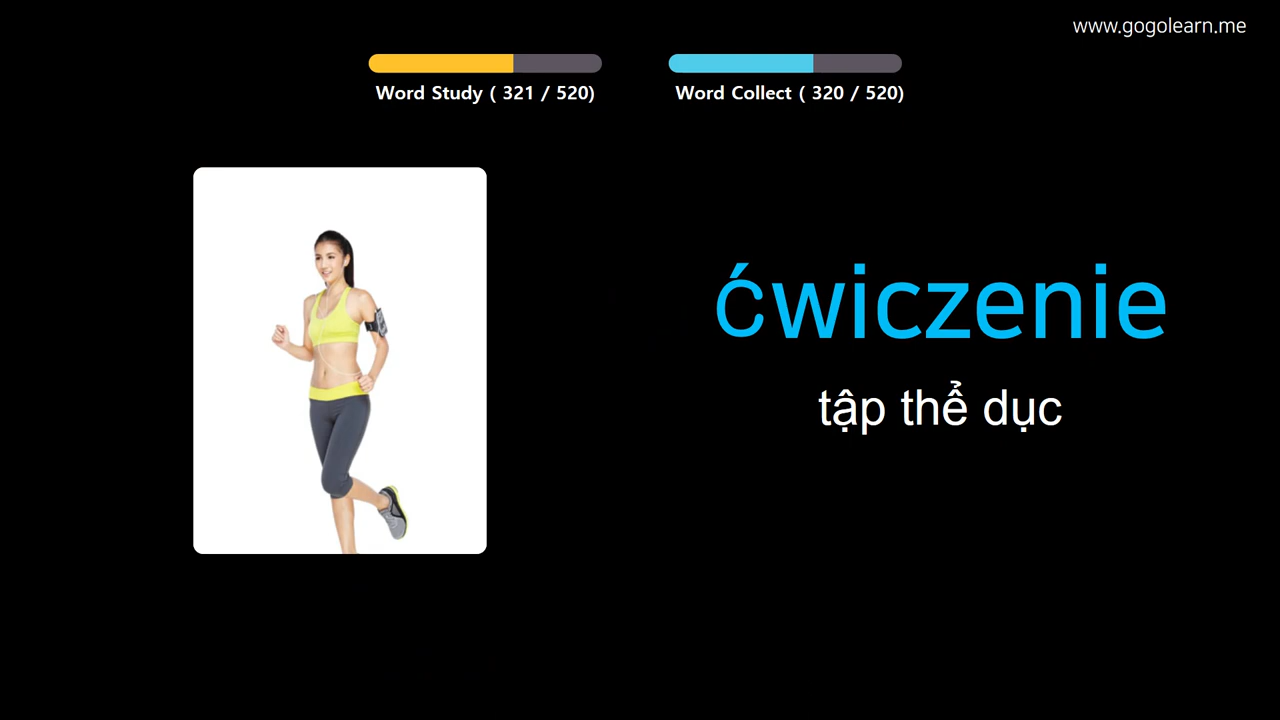 www.gogolearn.me
Word Study ( 321 / 520)
Word Collect ( 320 / 520)
ćwiczenie
tập thể dục